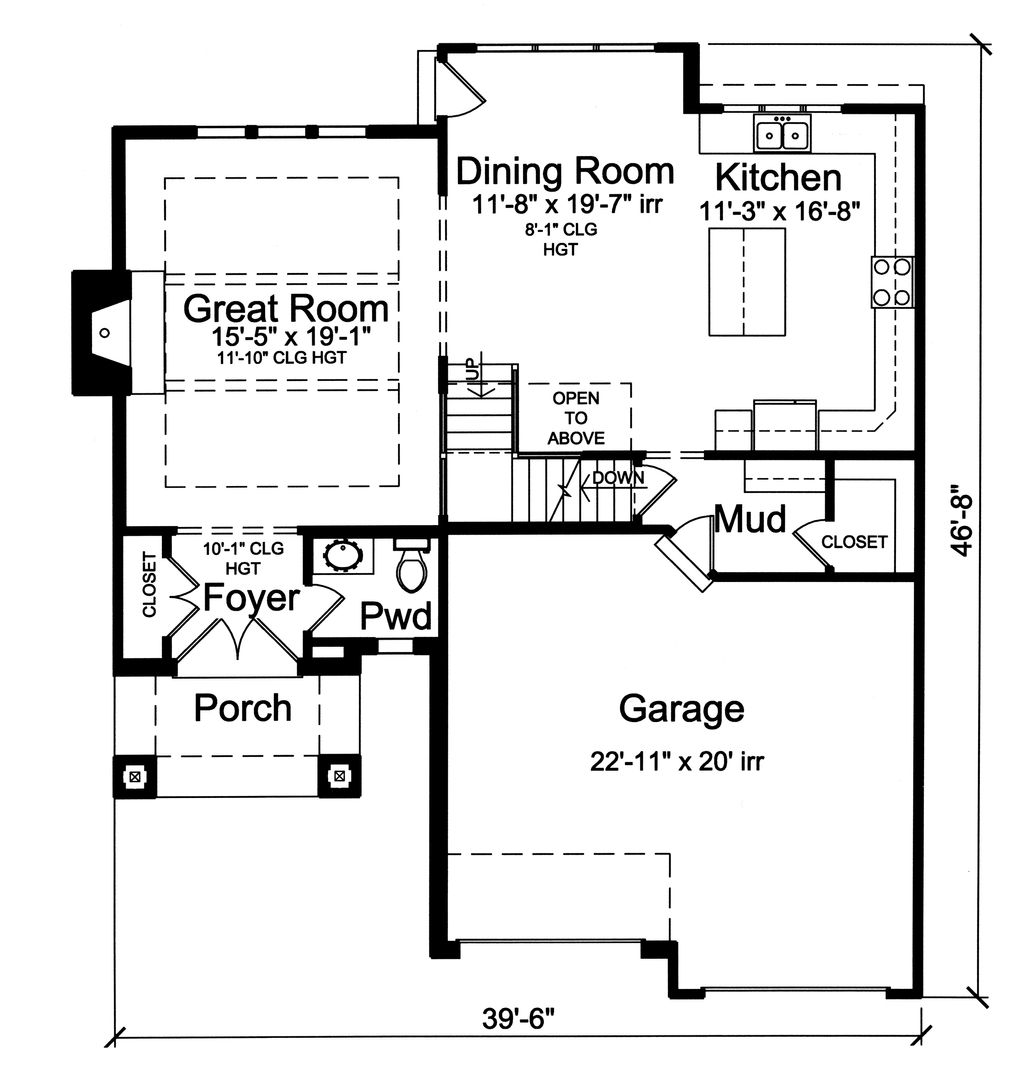 Dining Room
11'-8" x 19'-7" irr
8'-1" CLG
HGT
Kitchen
11'-3" x 16'-8"
Great Room
15'-5" x 19'-1"
11'-10" CLG HGT
UP
OPEN
TO
ABOVE
DOWN
Mud
CLOSET
46'-8"
CLOSET
10'-1" CLG
HGT
Foyer
Pwd
Porch
Garage
22'-11" x 20' irr
39'-6"